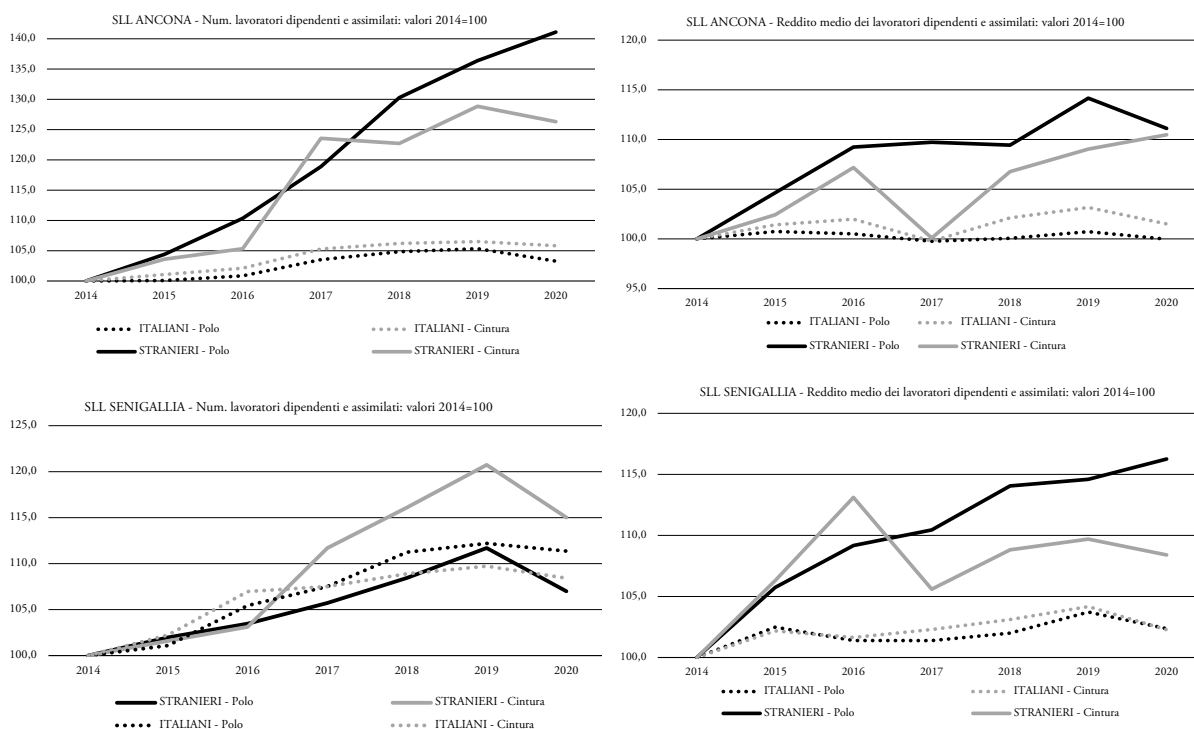 SLL ANCONA - Num. lavoratori dipendenti e assimilati: valori 2014=100
140,0
135,0
130,0
125,0
120,0
115,0
110,0
105,0
100,0
2014 2015 2016 2017 2018 2019 2020
ITALIANI - Polo ITALIANI - Cintura
STRANIERI - Polo STRANIERI - Cintura
SLL ANCONA - Reddito medio dei lavoratori dipendenti e assimilati: valori 2014=100
120,0
115,0
110,0
105,0
100,0
95,0
2014 2015 2016 2017 2018 2019 2020
ITALIANI - Polo ITALIANI - Cintura
STRANIERI - Polo STRANIERI - Cintura
SLL SENIGALLIA - Num. lavoratori dipendenti e assimilati: valori 2014=100
125,0
120,0
115,0
110,0
105,0
100,0
2014 2015 2016 2017 2018 2019 2020
STRANIERI - Polo STRANIERI - Cintura
ITALIANI - Polo ITALIANI - Cintura
SLL SENIGALLIA - Reddito medio dei lavoratori dipendenti e assimilati: valori 2014=100
120,0
115,0
110,0
105,0
100,0
2014 2015 2016 2017 2018 2019 2020
ITALIANI - Polo ITALIANI - Cintura
STRANIERI - Polo STRANIERI - Cintura